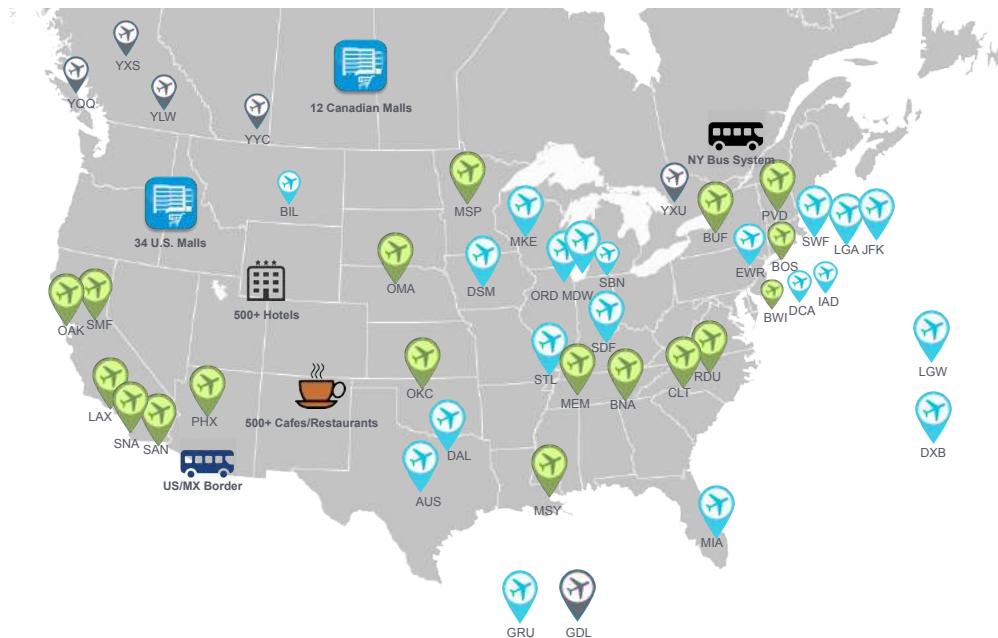 YXS
YQQ
YLW
YYC
12 Canadian Malls
NY Bus System
34 U.S. Malls
BIL
MSP
MKE
YXU
BUF
PVD
SWF
LGA
JFK
EWR
BOS
OMA
DSM
ORD
MDW
SBN
BWI
DCA
IAD
500+ Hotels
OAK
SMF
SDF
STL
MEM
BNA
CLT
RDU
LGW
OKC
LAX
SNA
SAN
PHX
500+ Cafes/Restaurants
DAL
DXB
US/MX Border
AUS
MSY
MIA
GRU
GDL